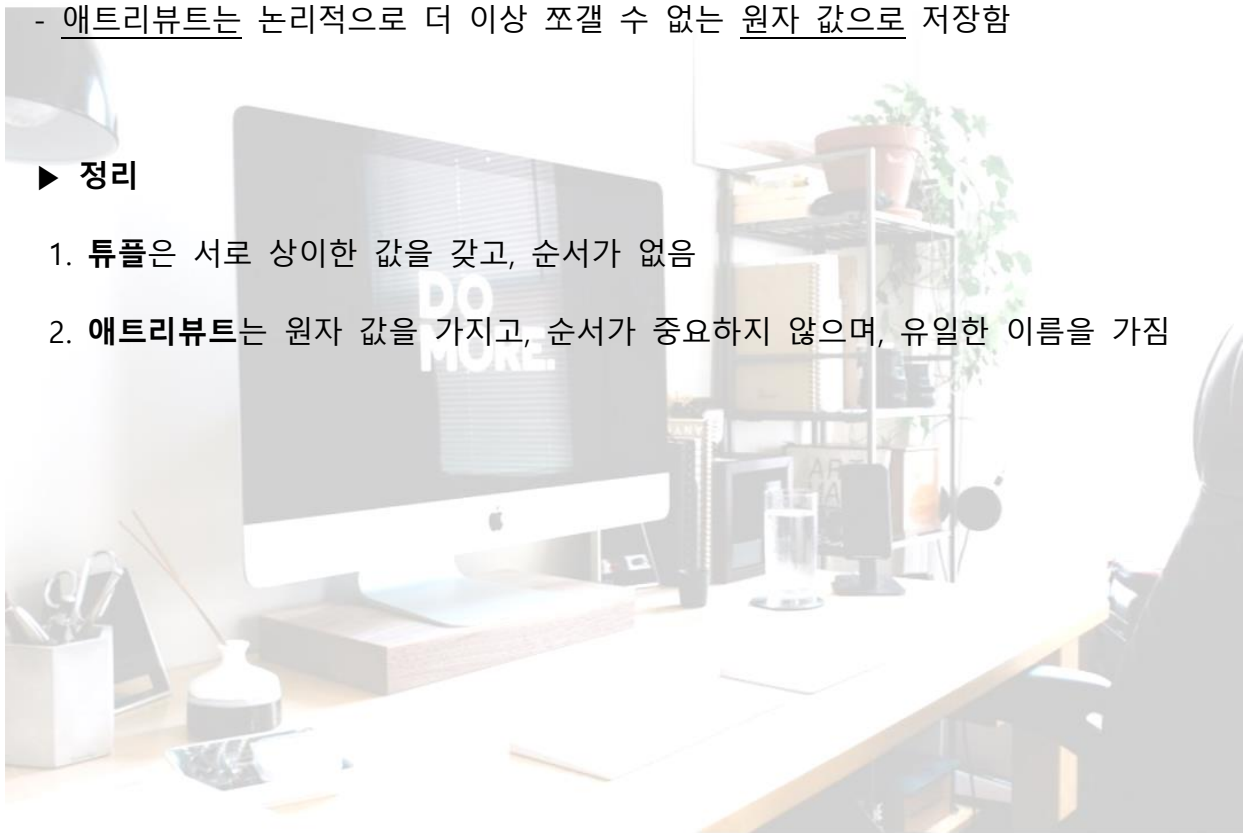 - 애트리뷰트는 논리적으로 더 이상 쪼갤 수 없는 원자 값으로 저장함
▶ 정리
1. 튜플은 서로 상이한 값을 갖고, 순서가 없음
2. 애트리뷰트는 원자 값을 가지고, 순서가 중요하지 않으며, 유일한 이름을 가짐
DO
MORE.